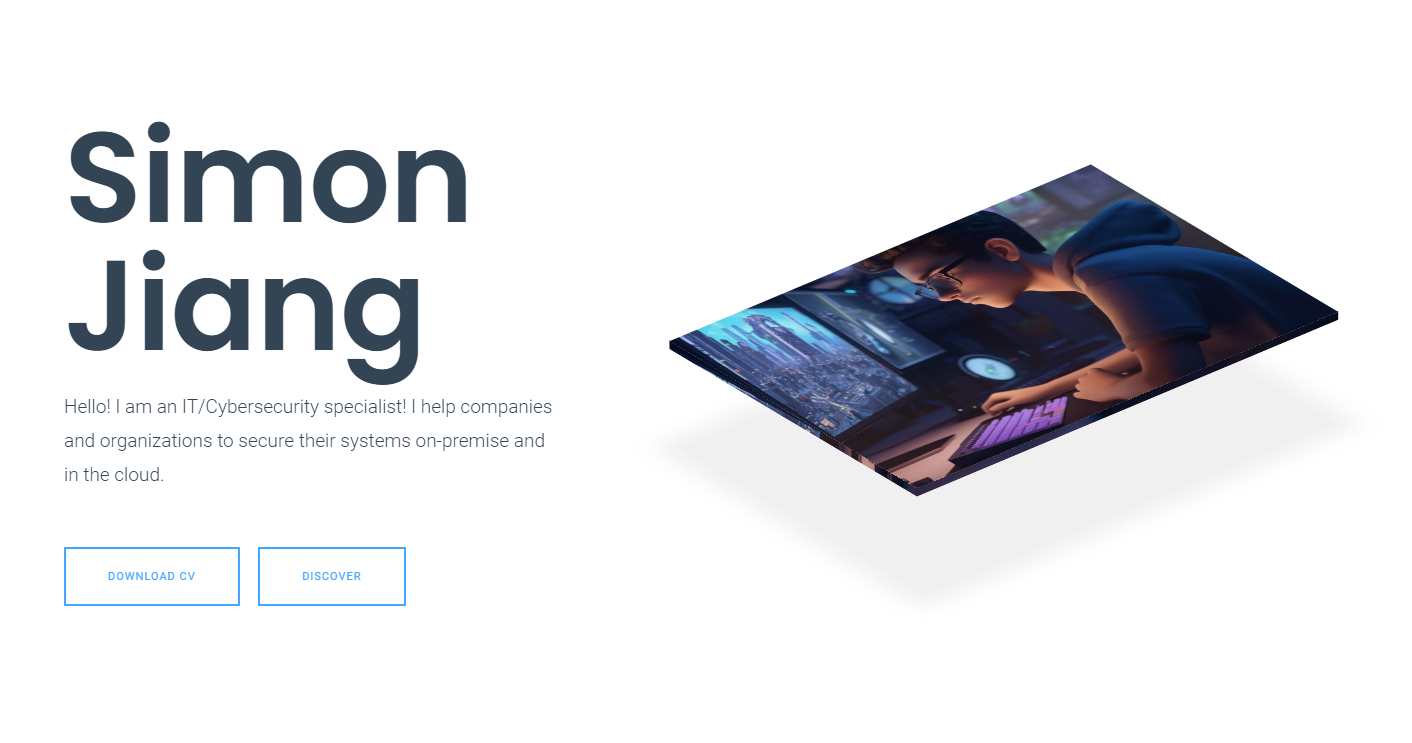 Simon
Jiang
Hello! I am an IT/Cybersecurity specialist! I help companies
and organizations to secure their systems on-premise and
in the cloud.
DOWNLOAD CV
DISCOVER